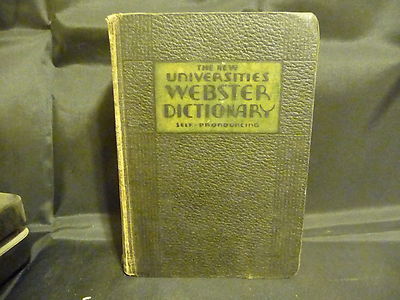 THE NEW
UNIVERSITIES
WEBSTER
DICTIONARY
SELF-PRONOUNCING